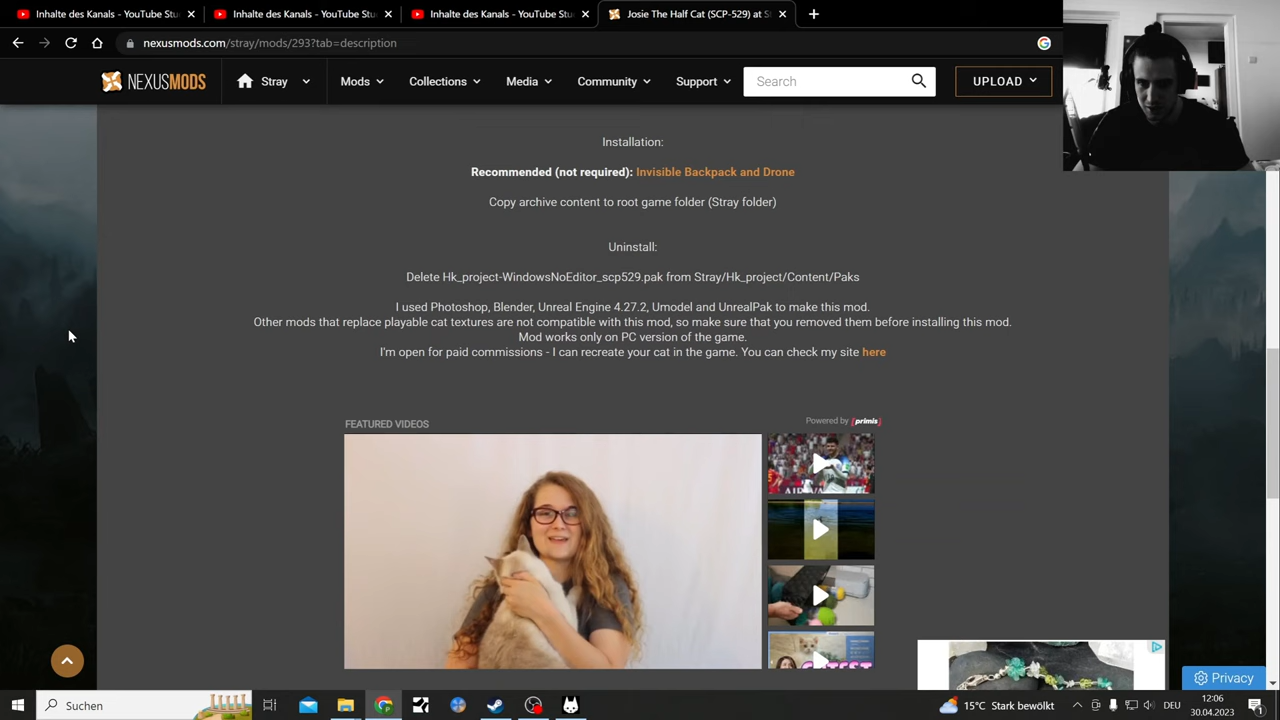 Inhalte des Kanals - YouTube Stu
Inhalte des Kanals - YouTube Stu
Inhalte des Kanals - YouTube Stu
Josie The Half Cat (SCP-529) at S
nexusmods.com/stray/mods/293?tab=description
NEXUSMODS
Stray
Mods
Collections
Media
Community
Support
Search
UPLOAD
Installation:
Recommended (not required): Invisible Backpack and Drone
Copy archive content to root game folder (Stray folder)
Uninstall:
Delete Hk_project-WindowsNoEditor_scp529.pak from Stray/Hk_project/Content/Paks
I used Photoshop, Blender, Unreal Engine 4.27.2, Umodel and UnrealPak to make this mod.
Other mods that replace playable cat textures are not compatible with this mod, so make sure that you removed them before installing this mod.
Mod works only on PC version of the game.
I'm open for paid commissions - I can recreate your cat in the game. You can check my site here
FEATURED VIDEOS
Powered by [primis]
Privacy
Suchen
15°C Stark bewölkt
DEU
12:06
30.04.2023